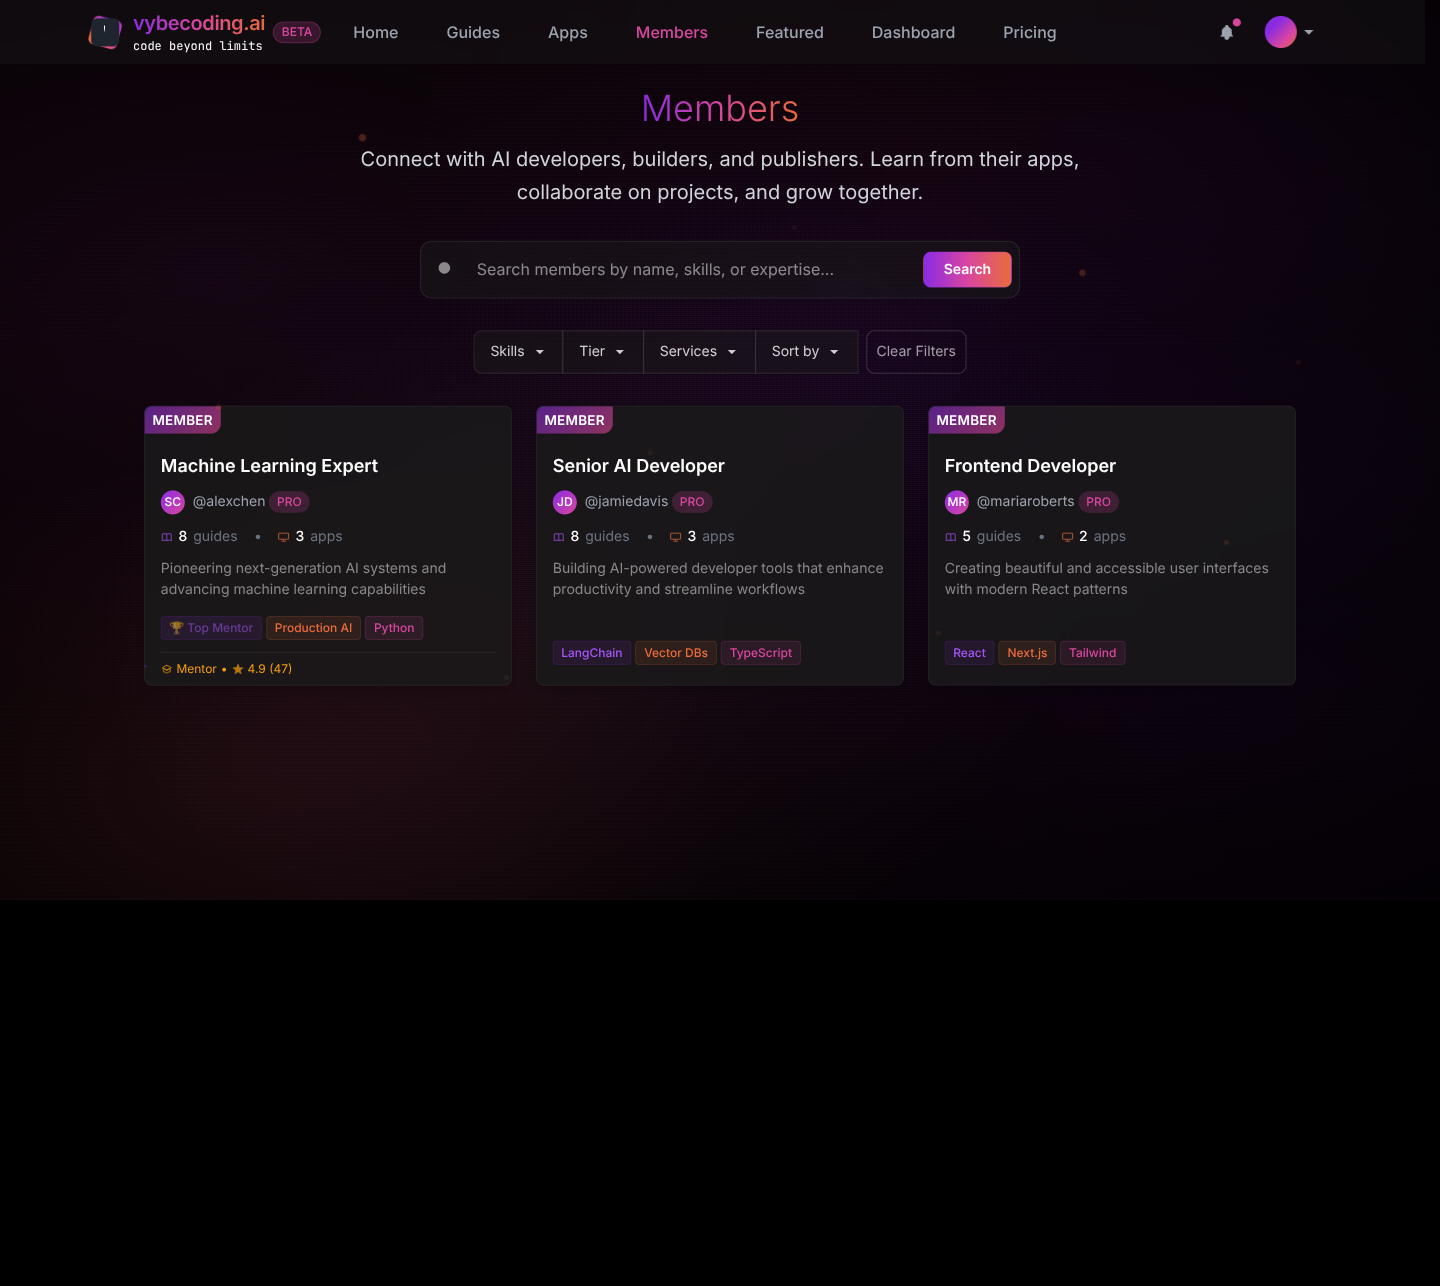 vybecoding.ai
code beyond limits
BETA
Home
Guides
Apps
Members
Featured
Dashboard
Pricing
Members
Connect with AI developers, builders, and publishers. Learn from their apps,
collaborate on projects, and grow together.
Search members by name, skills, or expertise...
Search
Skills
Tier
Services
Sort by
Clear Filters
MEMBER
Machine Learning Expert
SC @alexchen PRO
8 guides • 3 apps
Pioneering next-generation AI systems and
advancing machine learning capabilities
🏆 Top Mentor Production AI Python
Mentor • ★ 4.9 (47)
MEMBER
Senior AI Developer
JD @jamiedavis PRO
8 guides • 3 apps
Building AI-powered developer tools that enhance
productivity and streamline workflows
LangChain Vector DBs TypeScript
MEMBER
Frontend Developer
MR @mariaroberts PRO
5 guides • 2 apps
Creating beautiful and accessible user interfaces
with modern React patterns
React Next.js Tailwind